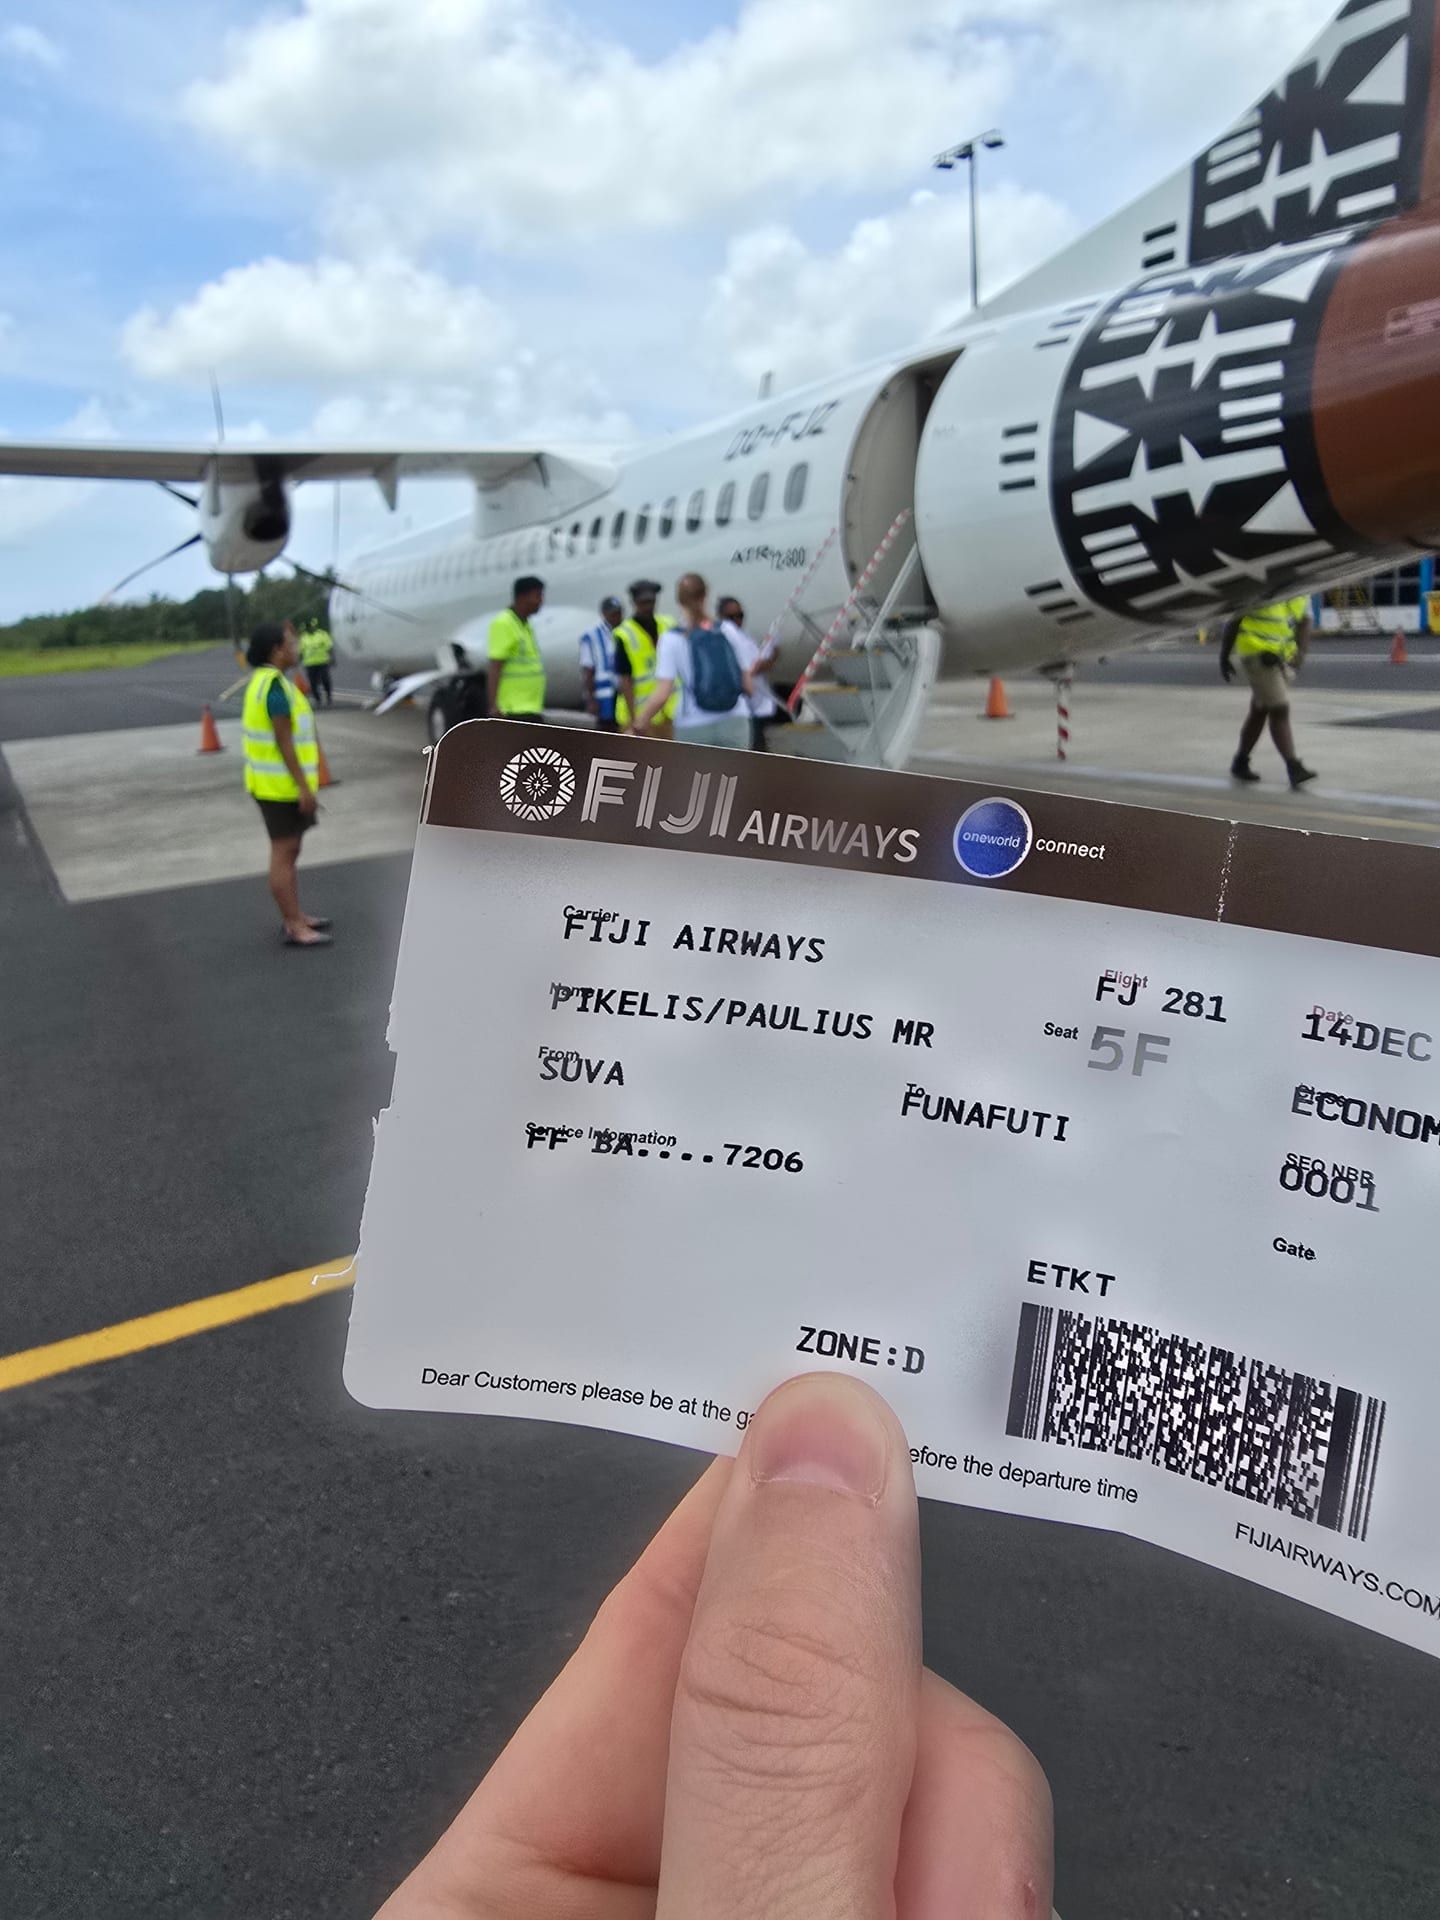 DQ-FJZ
ATR72-600
FIJI AIRWAYS oneworld connect
Carrier
FIJI AIRWAYS
Name
PIKELIS/PAULIUS MR
From
SUVA
To
FUNAFUTI
Service Information
FF BA....7206
Flight
FJ 281
Seat 5F
Date
14DEC
Class
ECONOM
SEQ NBR
0001
Gate
ETKT
ZONE:D
Dear Customers please be at the ga efore the departure time
FIJIAIRWAYS.COM